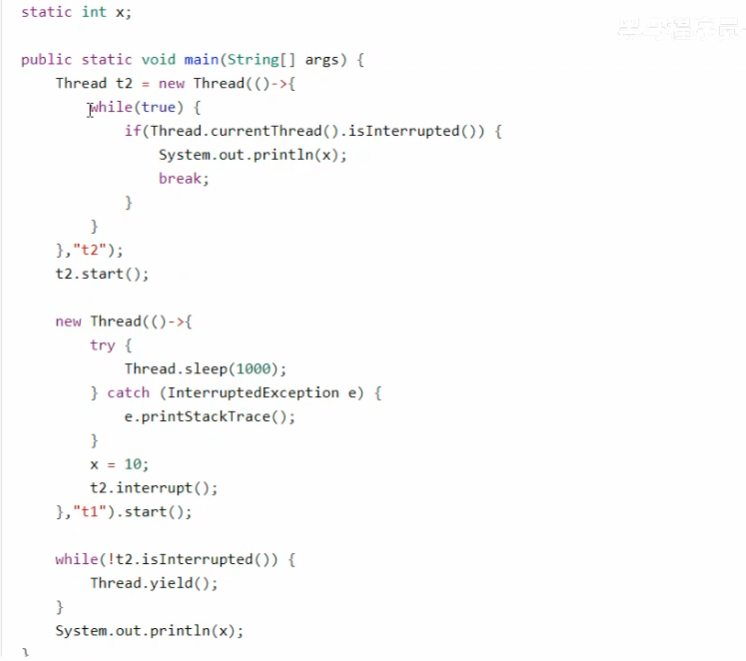 static int x;
public static void main(String[] args) {
    Thread t2 = new Thread(()->{
        while(true) {
            if(Thread.currentThread().isInterrupted()) {
                System.out.println(x);
                break;
            }
        }
    },"t2");
    t2.start();
    new Thread(()->{
        try {
            Thread.sleep(1000);
        } catch (InterruptedException e) {
            e.printStackTrace();
        }
        x = 10;
        t2.interrupt();
    },"t1").start();
    while(!t2.isInterrupted()) {
        Thread.yield();
    }
    System.out.println(x);
}